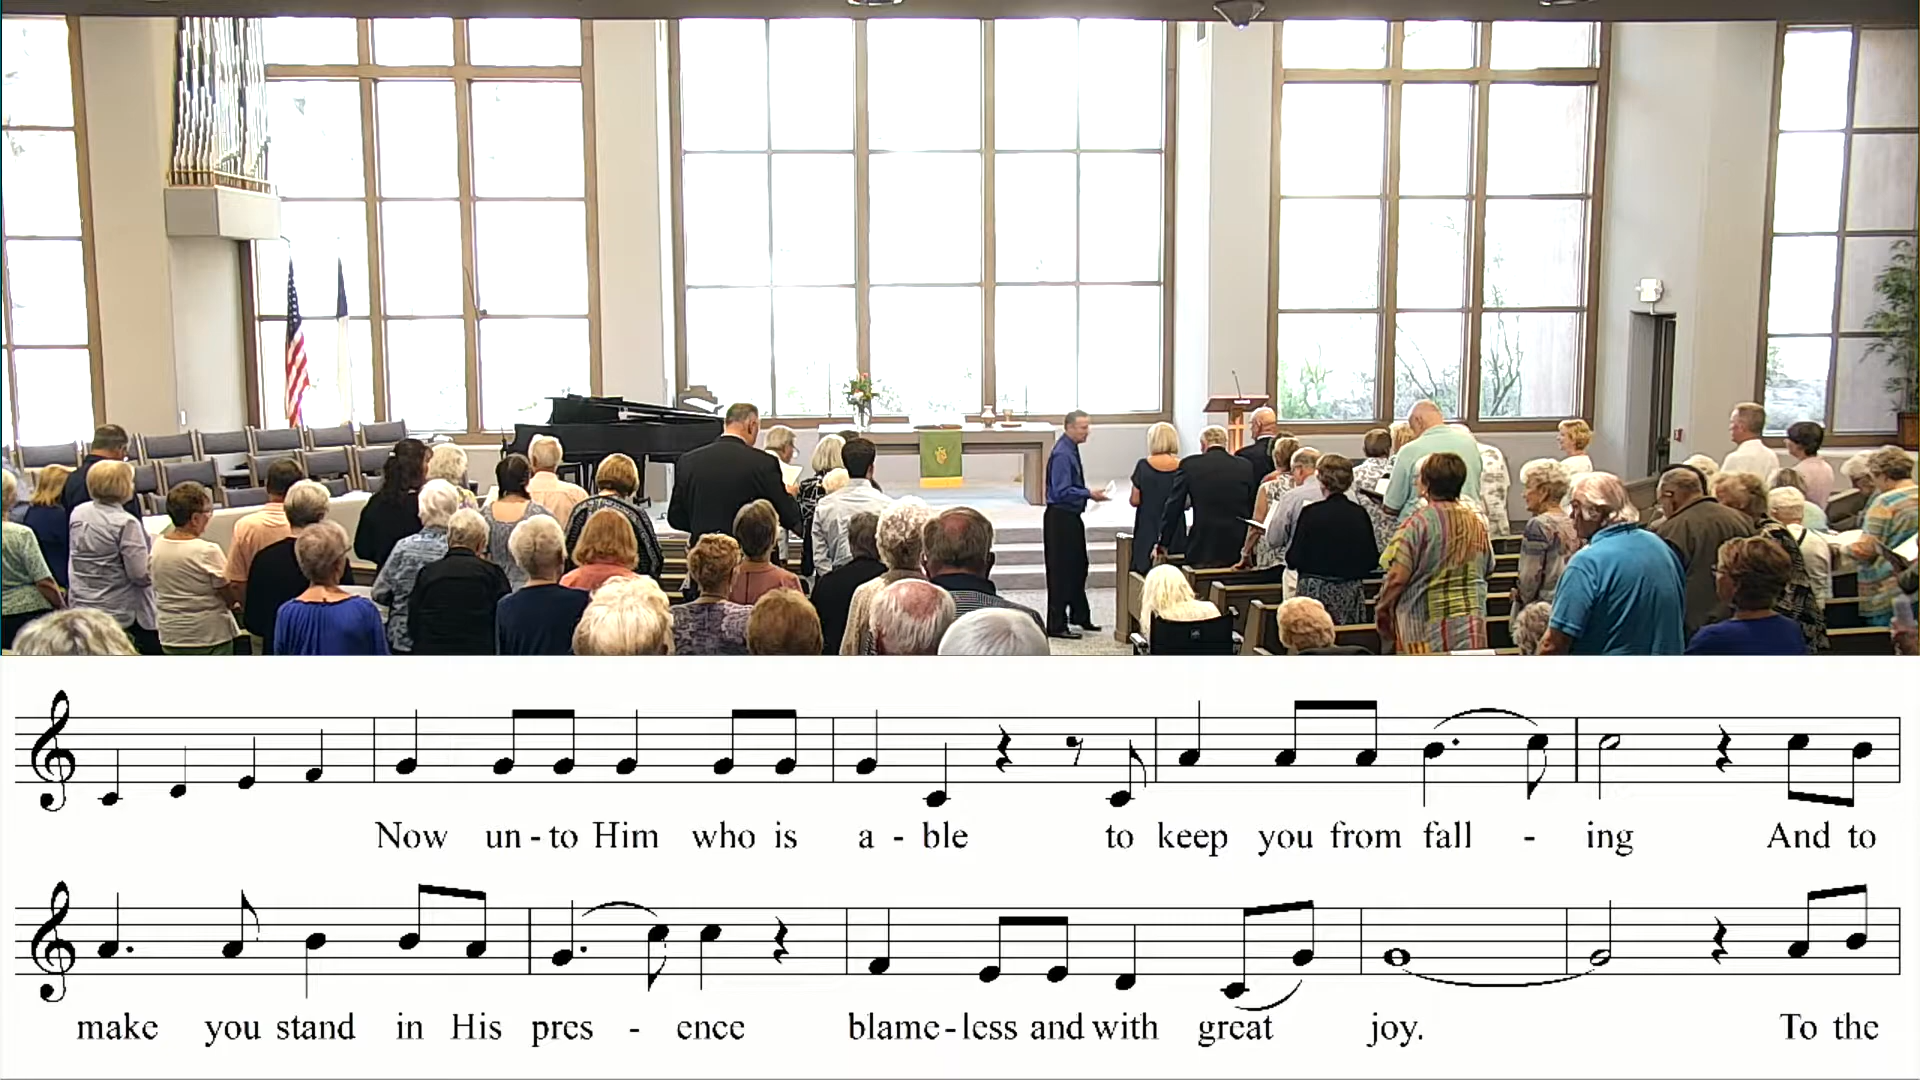 Now un - to Him who is a - ble to keep you from fall - ing And to
make you stand in His pres - ence blame - less and with great joy. To the